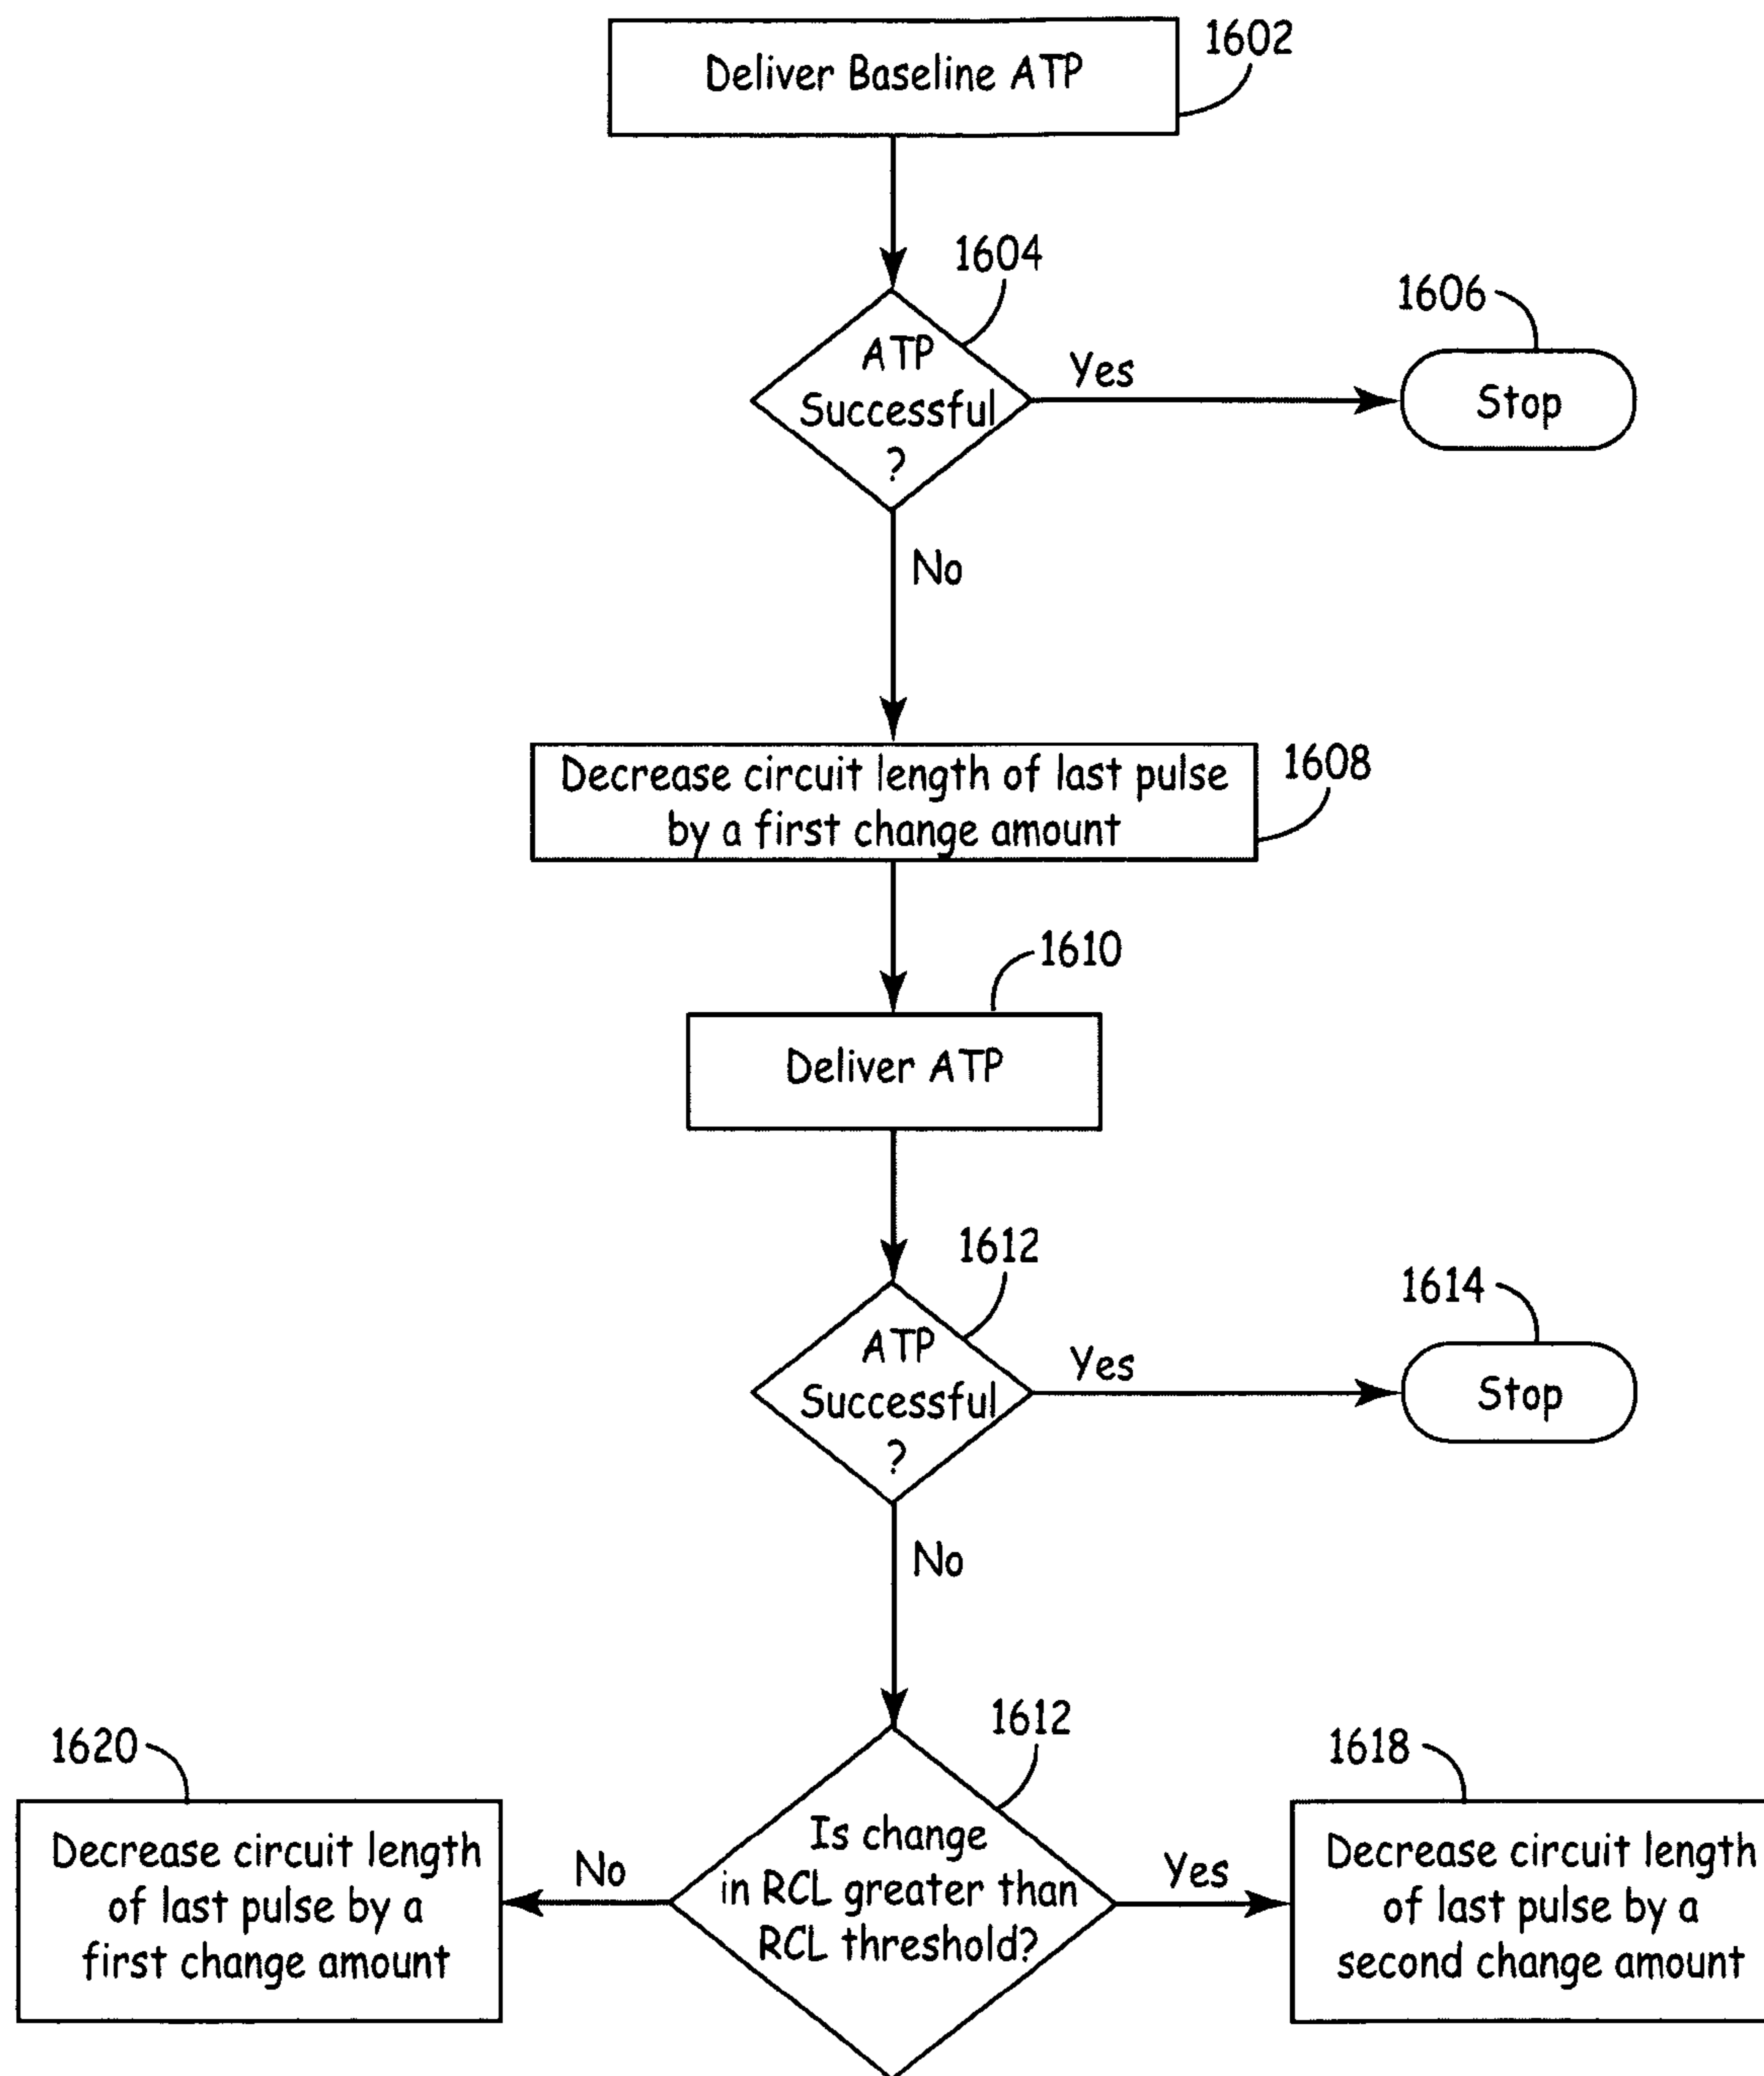 Deliver Baseline ATP
1602
1604
ATP
Successful
?
Yes
1606
Stop
No
Decrease circuit length of last pulse
by a first change amount
1608
1610
Deliver ATP
1612
ATP
Successful
?
Yes
1614
Stop
No
1612
Is change
in RCL greater than
RCL threshold?
No
1620
Decrease circuit length
of last pulse by a
first change amount
Yes
1618
Decrease circuit length
of last pulse by a
second change amount